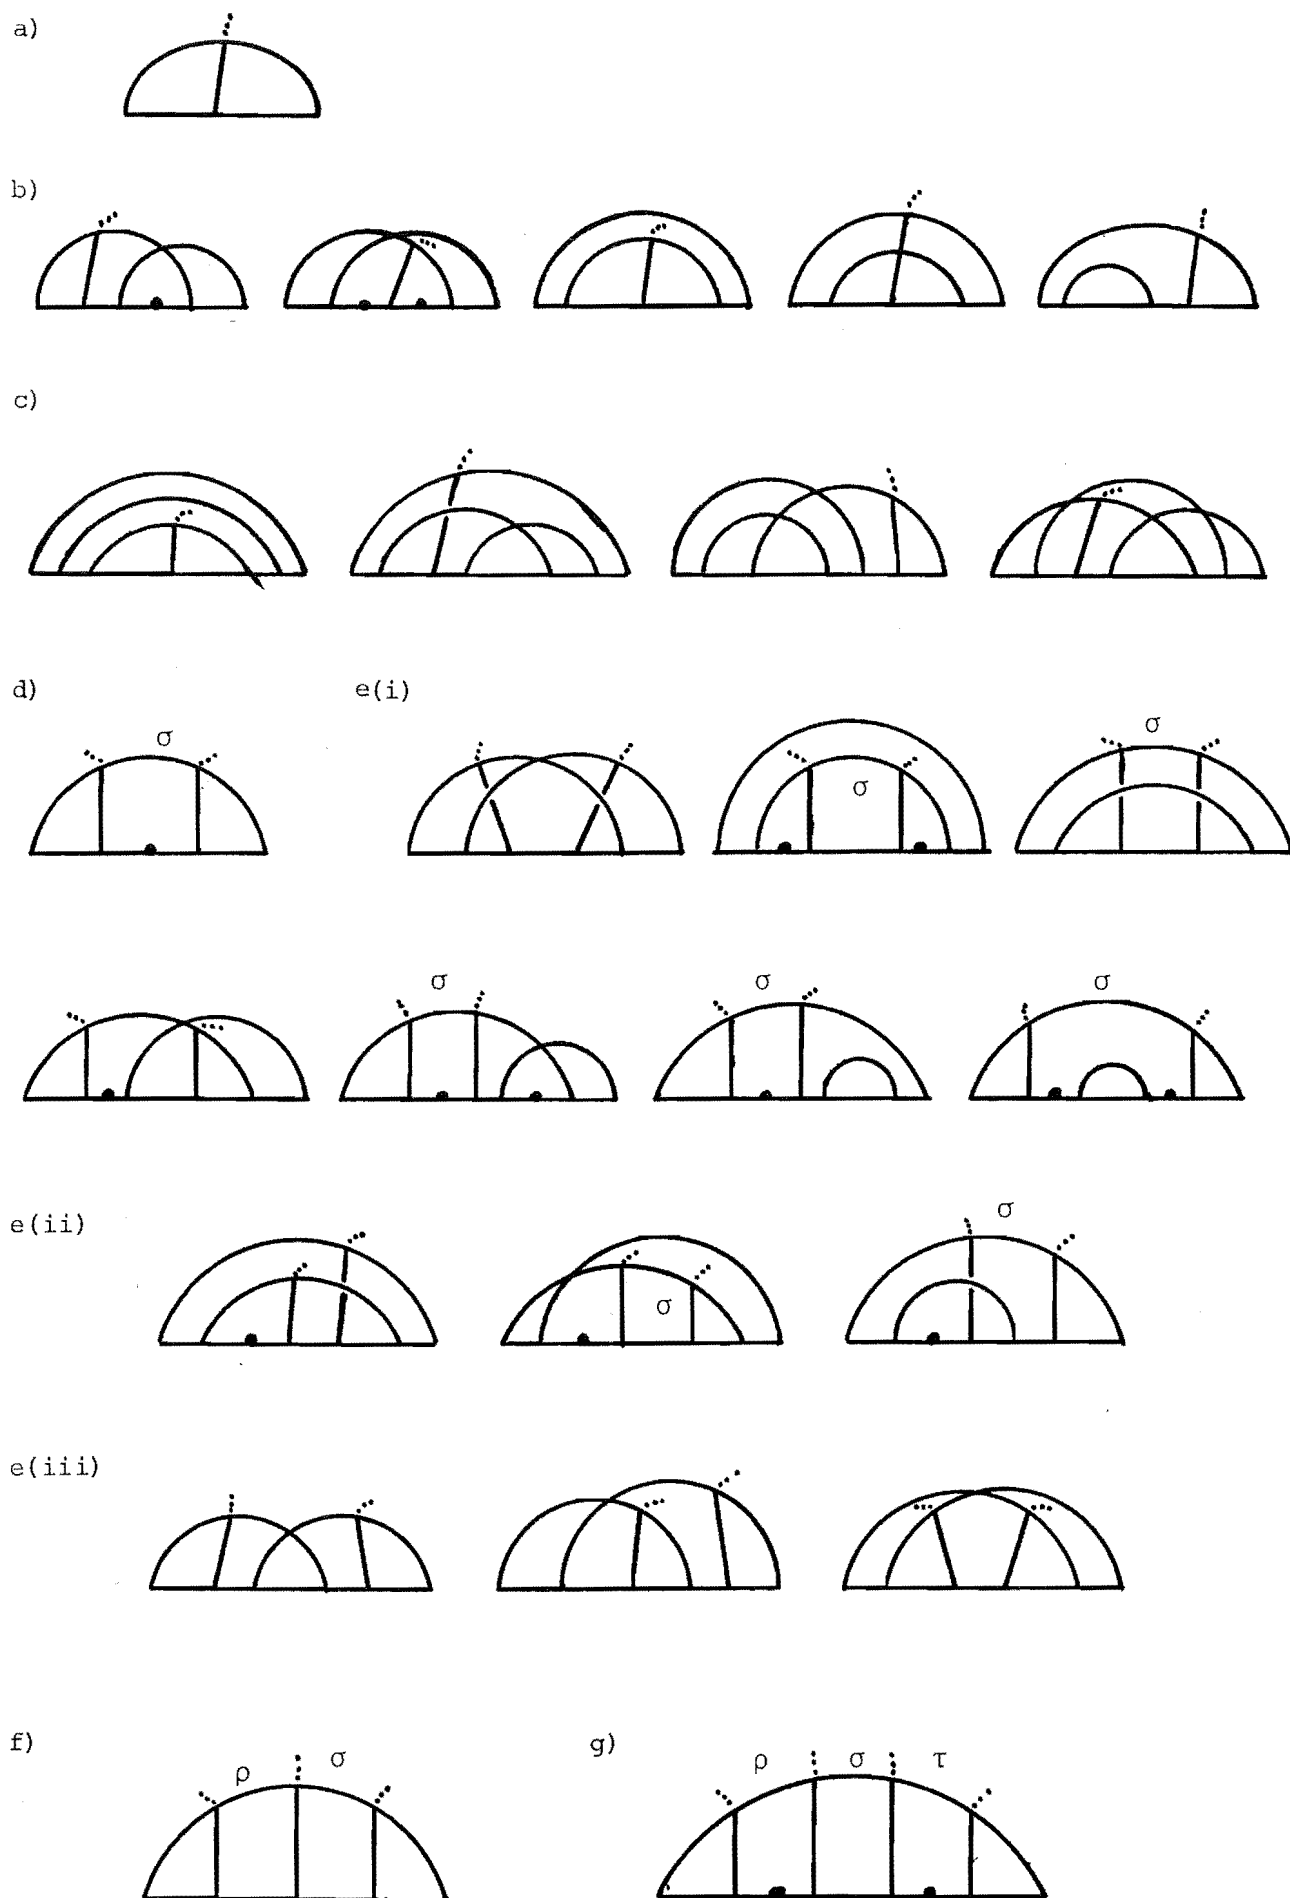 a)
b)
c)
d) e(i)
σ σ
σ
σ σ σ
e(ii)
σ
σ
e(iii)
f) g)
ρ σ ρ σ τ